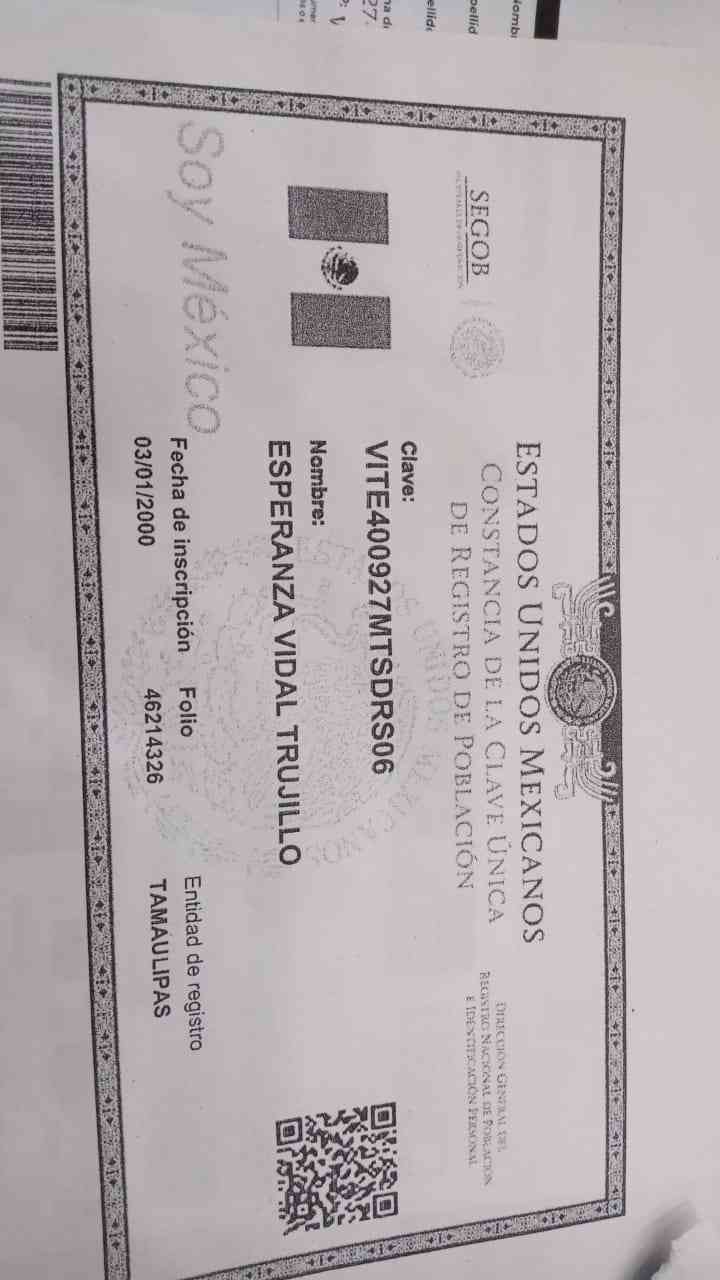 SEGOB
ESTADOS UNIDOS MEXICANOS
CONSTANCIA DE LA CLAVE ÚNICA
DE REGISTRO DE POBLACIÓN
DIRECCIÓN GENERAL DEL
REGISTRO NACIONAL DE POBLACIÓN
E IDENTIFICACIÓN PERSONAL
Clave:
VITE400927MTSDRS06
Nombre:
ESPERANZA VIDAL TRUJILLO
Soy México
Fecha de inscripción Folio Entidad de registro
03/01/2000 46214326 TAMAULIPAS